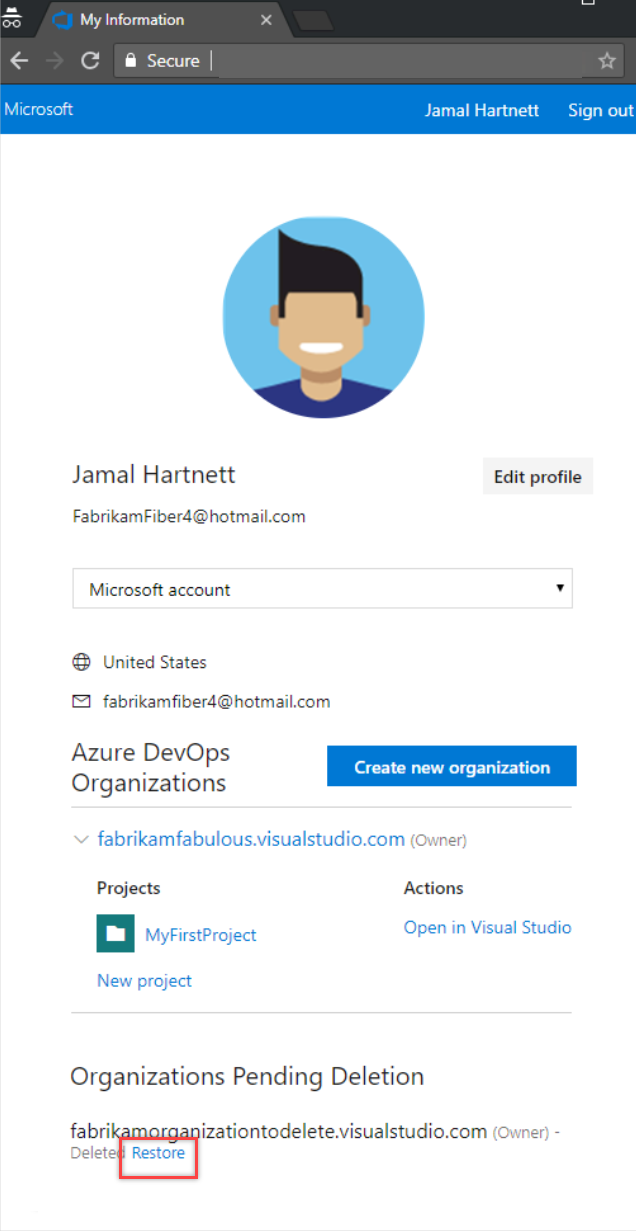 My Information
Secure
Microsoft Jamal Hartnett Sign out
Jamal Hartnett Edit profile
FabrikamFiber4@hotmail.com
Microsoft account
United States
fabrikamfiber4@hotmail.com
Azure DevOps
Organizations
Create new organization
fabrikamfabulous.visualstudio.com (Owner)
Projects Actions
MyFirstProject Open in Visual Studio
New project
Organizations Pending Deletion
fabrikamorganizationtodelete.visualstudio.com (Owner) -
Deleted Restore